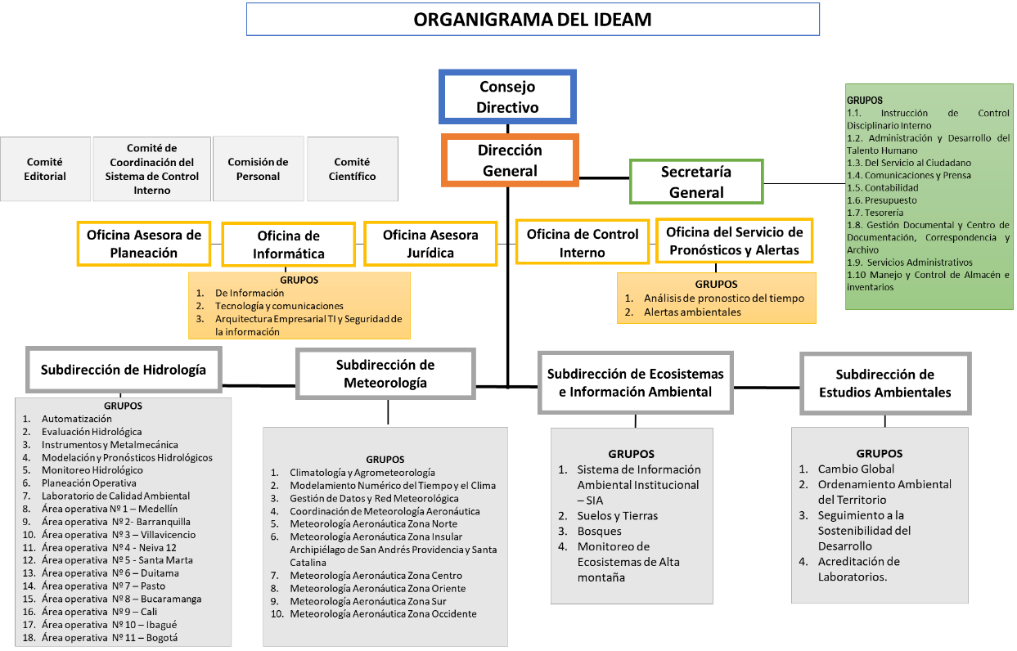 ORGANIGRAMA DEL IDEAM
Consejo
Directivo
Dirección
General
Secretaría
General
GRUPOS
1.1. Instrucción de Control
Disciplinario Interno
1.2. Administración y Desarrollo del
Talento Humano
1.3. Del Servicio al Ciudadano
1.4. Comunicaciones y Prensa
1.5. Contabilidad
1.6. Presupuesto
1.7. Tesorería
1.8. Gestión Documental y Centro de
Documentación, Correspondencia y
Archivo
1.9. Servicios Administrativos
1.10 Manejo y Control de Almacén e
inventarios
Comité
Editorial
Comité de
Coordinación del
Sistema de Control
Interno
Comisión de
Personal
Comité
Científico
Oficina Asesora
de Planeación
Oficina de
Informática
Oficina Asesora
Jurídica
Oficina de Control
Interno
Oficina del Servicio de
Pronósticos y Alertas
GRUPOS
1. De Información
2. Tecnología y comunicaciones
3. Arquitectura Empresarial TI y Seguridad de
la información
GRUPOS
1. Análisis de pronostico del tiempo
2. Alertas ambientales
Subdirección de Hidrología
Subdirección de
Meteorología
Subdirección de Ecosistemas
e Información Ambiental
Subdirección de
Estudios Ambientales
GRUPOS
1. Automatización
2. Evaluación Hidrológica
3. Instrumentos y Metalmecánica
4. Modelación y Pronósticos Hidrológicos
5. Monitoreo Hidrológico
6. Planeación Operativa
7. Laboratorio de Calidad Ambiental
8. Área operativa Nº 1 – Medellín
9. Área operativa Nº 2- Barranquilla
10. Área operativa Nº 3 – Villavicencio
11. Área operativa Nº 4 - Neiva 12
12. Área operativa Nº 5 - Santa Marta
13. Área operativa Nº 6 – Duitama
14. Área operativa Nº 7 – Pasto
15. Área operativa Nº 8 – Bucaramanga
16. Área operativa Nº 9 – Cali
17. Área operativa Nº 10 – Ibagué
18. Área operativa Nº 11 – Bogotá
GRUPOS
1. Climatología y Agrometeorología
2. Modelamiento Numérico del Tiempo y el Clima
3. Gestión de Datos y Red Meteorológica
4. Coordinación de Meteorología Aeronáutica
5. Meteorología Aeronáutica Zona Norte
6. Meteorología Aeronáutica Zona Insular
Archipiélago de San Andrés Providencia y Santa
Catalina
7. Meteorología Aeronáutica Zona Centro
8. Meteorología Aeronáutica Zona Oriente
9. Meteorología Aeronáutica Zona Sur
10. Meteorología Aeronáutica Zona Occidente
GRUPOS
1. Sistema de Información
Ambiental Institucional
– SIA
2. Suelos y Tierras
3. Bosques
4. Monitoreo de
Ecosistemas de Alta
montaña
GRUPOS
1. Cambio Global
2. Ordenamiento Ambiental
del Territorio
3. Seguimiento a la
Sostenibilidad del
Desarrollo
4. Acreditación de
Laboratorios.